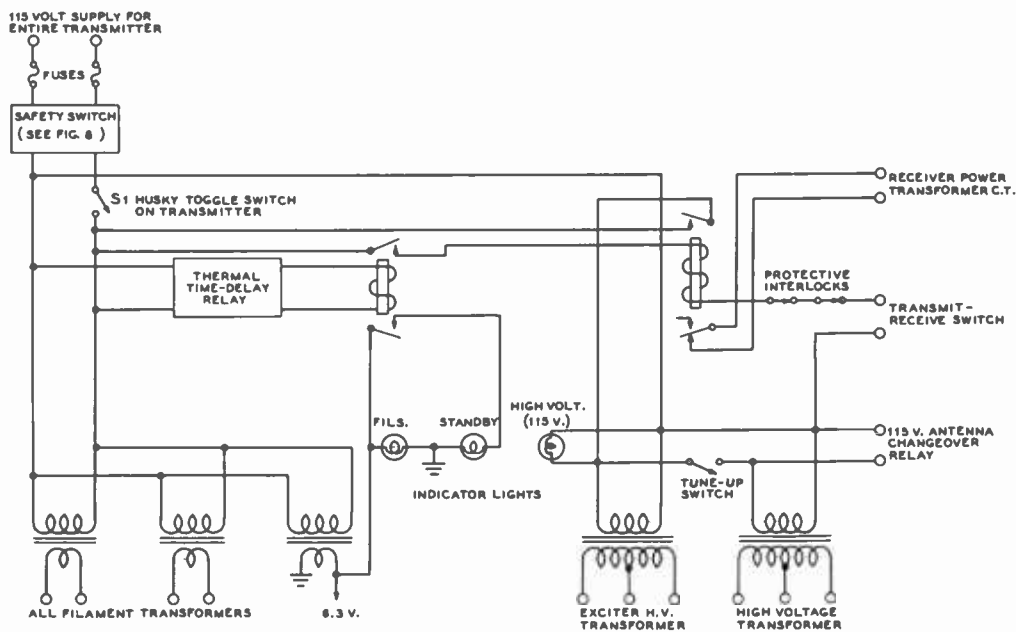 115 VOLT SUPPLY FOR
ENTIRE TRANSMITTER
FUSES
SAFETY SWITCH
(SEE FIG. 8)
S1 HUSKY TOGGLE SWITCH
ON TRANSMITTER
THERMAL
TIME-DELAY
RELAY
RECEIVER POWER
TRANSFORMER C.T.
PROTECTIVE
INTERLOCKS
TRANSMIT-
RECEIVE SWITCH
FILS.
STANDBY
HIGH VOLT.
(115 V.)
115 V. ANTENNA
CHANGEOVER
RELAY
TUNE-UP
SWITCH
INDICATOR LIGHTS
ALL FILAMENT TRANSFORMERS
6.3 V.
EXCITER H.V.
TRANSFORMER
HIGH VOLTAGE
TRANSFORMER